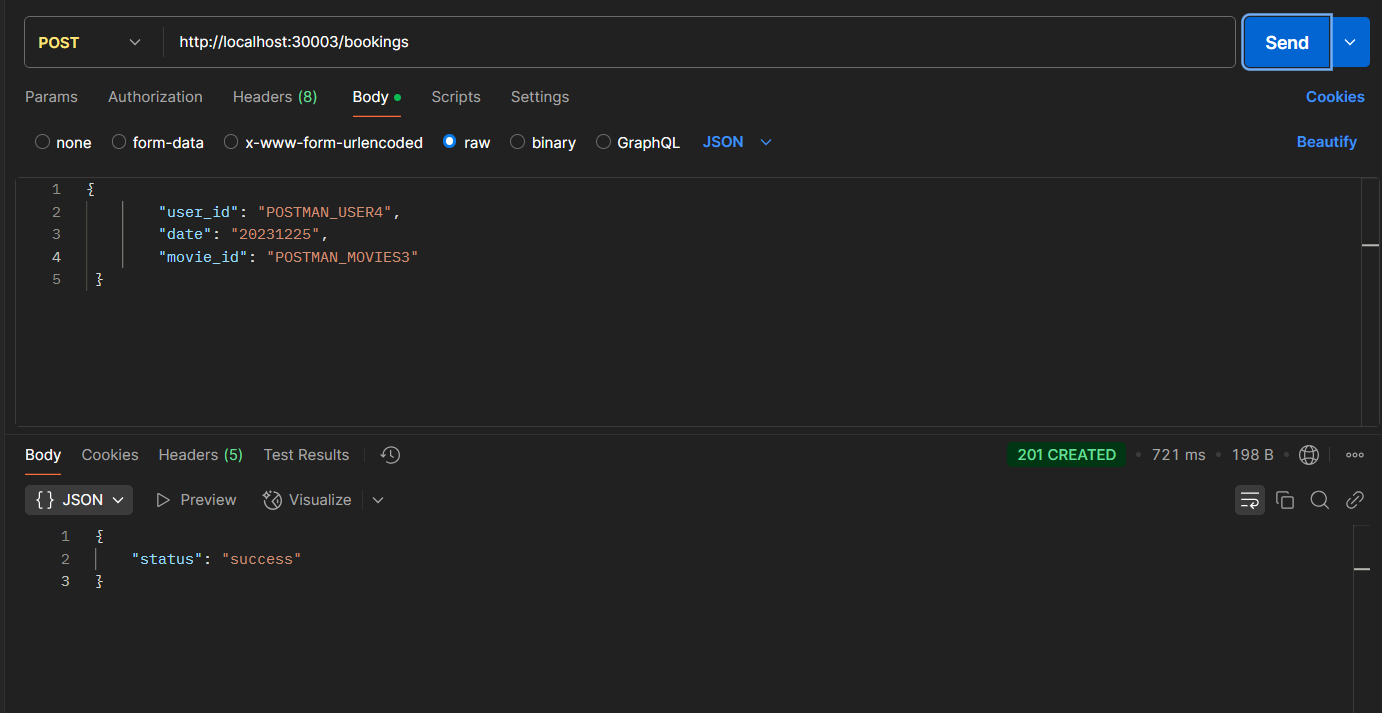 POST http://localhost:30003/bookings Send
Params Authorization Headers (8) Body Scripts Settings Cookies
none form-data x-www-form-urlencoded raw binary GraphQL JSON Beautify
1 {
2 "user_id": "POSTMAN_USER4",
3 "date": "20231225",
4 "movie_id": "POSTMAN_MOVIES3"
5 }
Body Cookies Headers (5) Test Results 201 CREATED • 721 ms • 198 B •
{} JSON Preview Visualize
1 {
2 "status": "success"
3 }